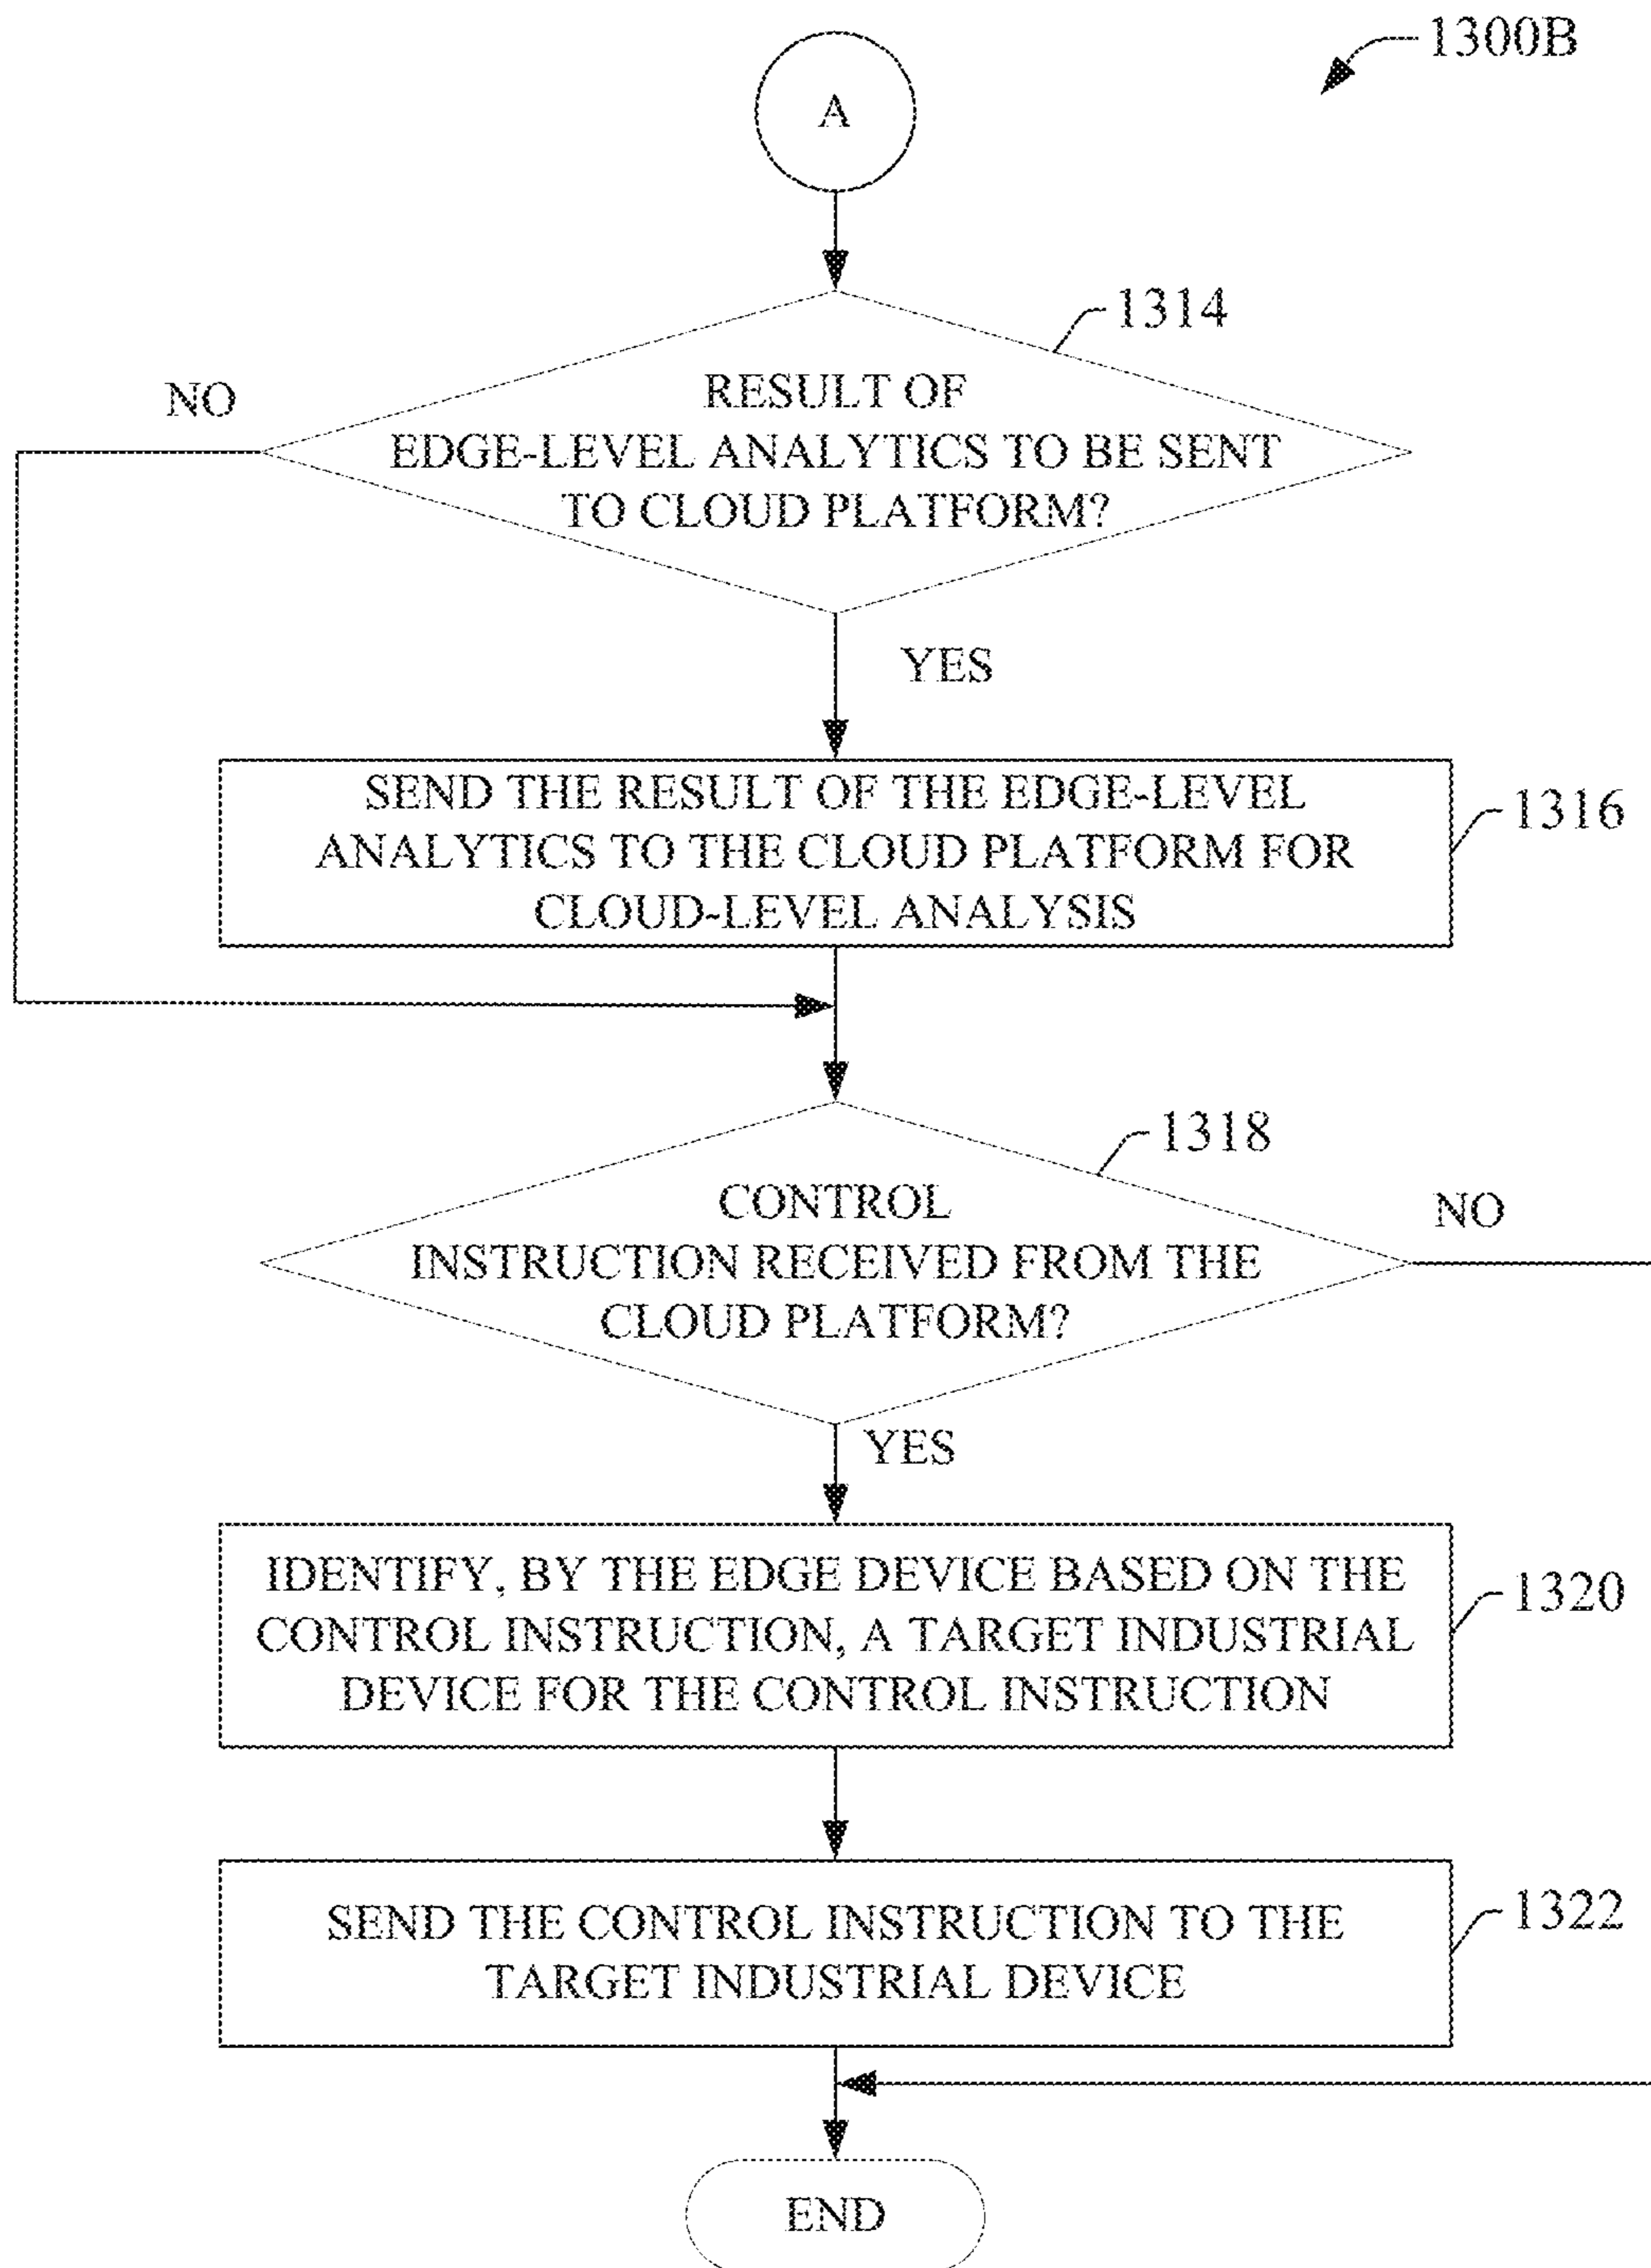 1300B
A
1314
NO
RESULT OF
EDGE-LEVEL ANALYTICS TO BE SENT
TO CLOUD PLATFORM?
YES
SEND THE RESULT OF THE EDGE-LEVEL
ANALYTICS TO THE CLOUD PLATFORM FOR
CLOUD-LEVEL ANALYSIS
1316
1318
CONTROL
INSTRUCTION RECEIVED FROM THE
CLOUD PLATFORM?
NO
YES
IDENTIFY, BY THE EDGE DEVICE BASED ON THE
CONTROL INSTRUCTION, A TARGET INDUSTRIAL
DEVICE FOR THE CONTROL INSTRUCTION
1320
SEND THE CONTROL INSTRUCTION TO THE
TARGET INDUSTRIAL DEVICE
1322
END